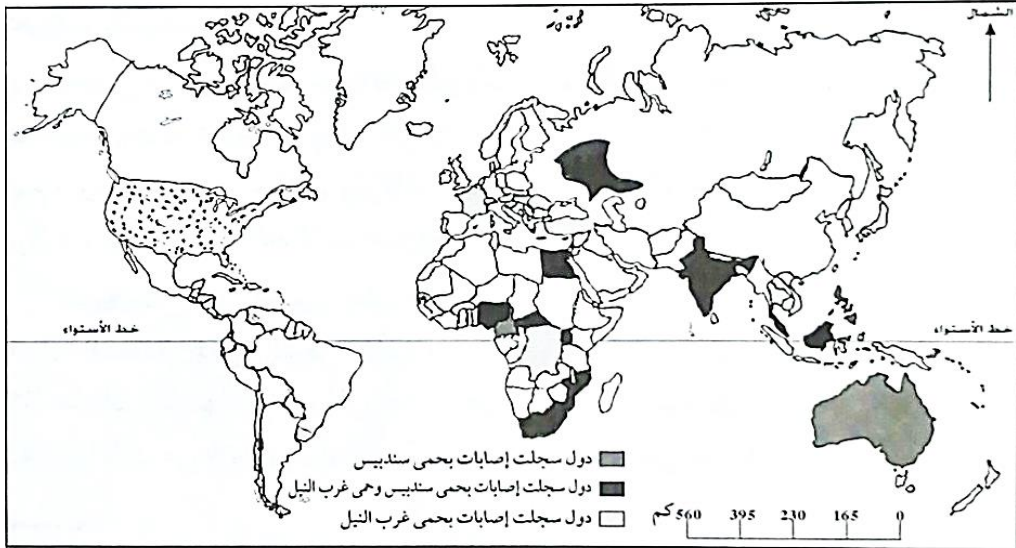 الشمال
خط الأستواء
خط الأستواء
دول سجلت إصابات بحمى سندبيس
دول سجلت إصابات بحمى سندبيس وحمى غرب النيل
دول سجلت إصابات بحمى غرب النيل
كم 560 395 230 165 0